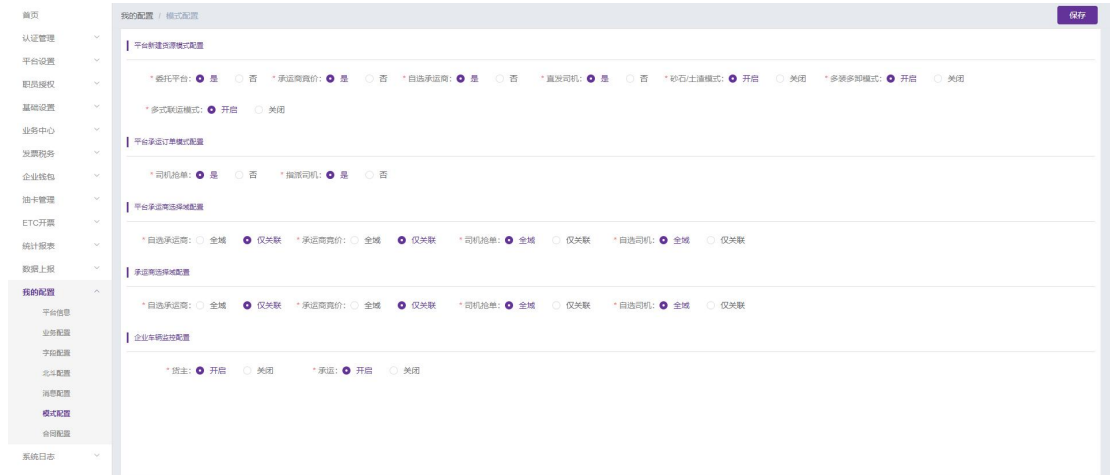 首页
认证管理
平台设置
职员授权
基础设置
业务中心
发票税务
企业钱包
油卡管理
ETC开票
统计报表
数据上报
我的配置
平台信息
业务配置
字段配置
北斗配置
消息配置
模式配置
合同配置
系统日志
我的配置 / 模式配置
保存
平台新建货源模式配置
*委托平台: 是 否 *承运商竞价: 是 否 *自选承运商: 是 否 *直发司机: 是 否 *砂石/土渣模式: 开启 关闭 *多装多卸模式: 开启 关闭
*多式联运模式: 开启 关闭
平台承运订单模式配置
*司机抢单: 是 否 *指派司机: 是 否
平台承运商选择域配置
*自选承运商: 全域 仅关联 *承运商竞价: 全域 仅关联 *司机抢单: 全域 仅关联 *自选司机: 全域 仅关联
承运商选择域配置
*自选承运商: 全域 仅关联 *承运商竞价: 全域 仅关联 *司机抢单: 全域 仅关联 *自选司机: 全域 仅关联
企业车辆监控配置
*货主: 开启 关闭 *承运: 开启 关闭